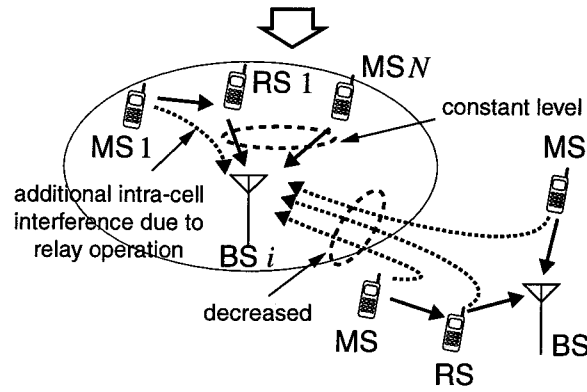 RS 1
MS N
MS 1
constant level
MS
additional intra-cell
interference due to
relay operation
BS i
decreased
MS
RS
BS